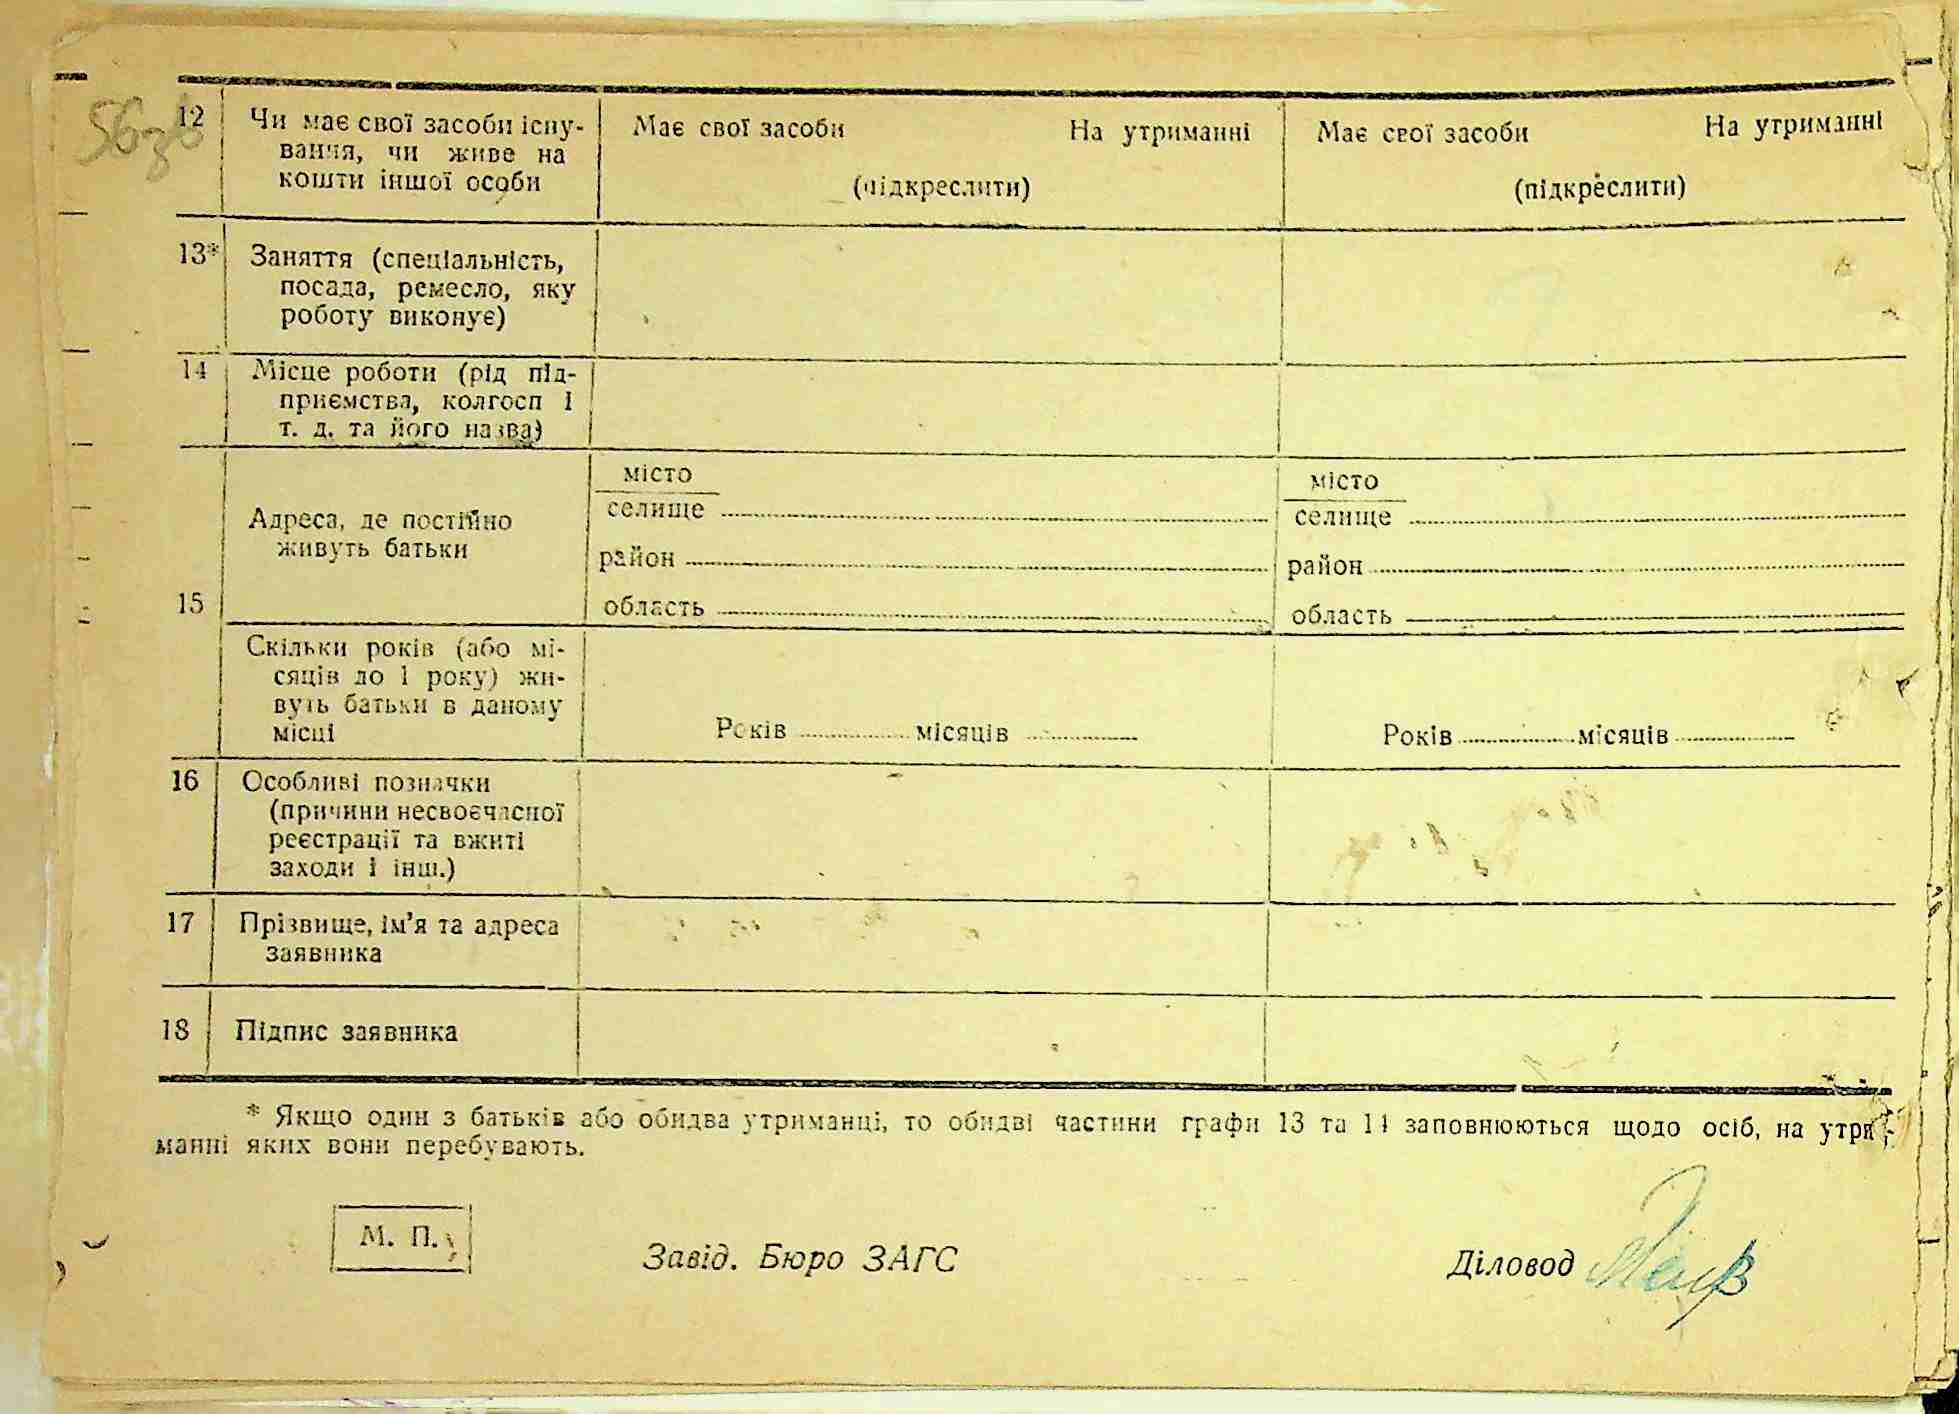 56зв
12 Чи має свої засоби існу- Має свої засоби На утриманні Має свої засоби На утриманні
вання, чи живе на
кошти іншої особи (підкреслити) (підкреслити)
13* Заняття (спеціальність,
посада, ремесло, яку
роботу виконує)
14 Місце роботи (рід під-
приємства, колгосп і
т. д. та його назва)
місто місто
Адреса, де постійно селище селище
живуть батьки район район
15 область область
Скільки років (або мі-
сяців до 1 року) жи-
вуть батьки в даному
місці Років місяців Років місяців
16 Особливі позначки
(причини несвоєчасної
реєстрації та вжиті
заходи і інш.)
17 Прізвище, ім'я та адреса
заявника
18 Підпис заявника
* Якщо один з батьків або обидва утриманці, то обидві частини графи 13 та 14 заповнюються щодо осіб, на утри-
манні яких вони перебувають.
М. П.
Завід. Бюро ЗАГС Діловод